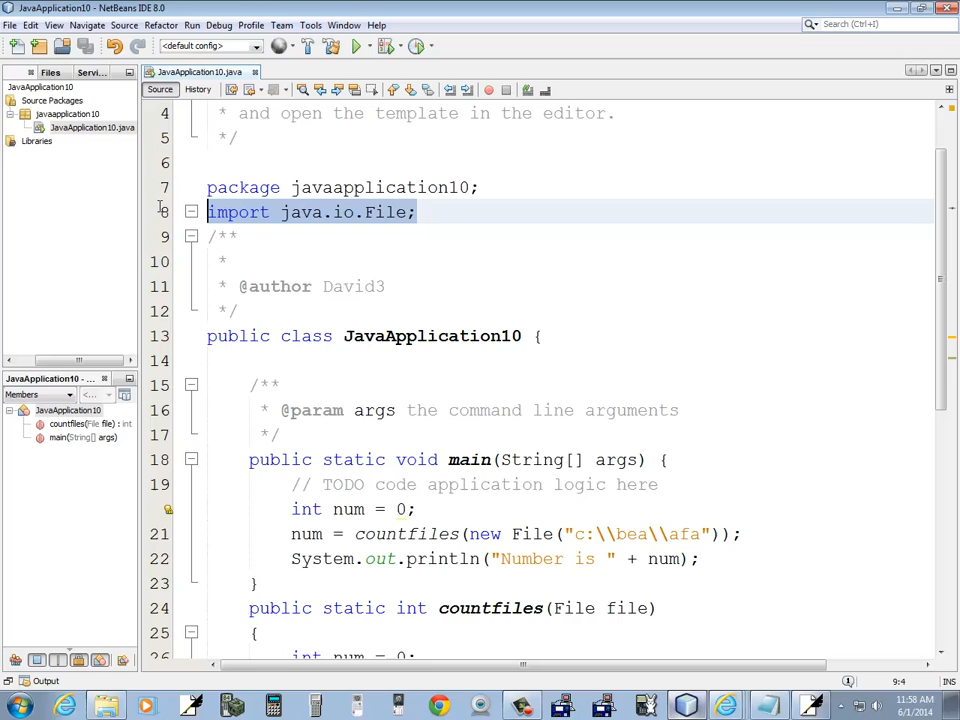 JavaApplication10 - NetBeans IDE 8.0
File Edit View Navigate Source Refactor Run Debug Profile Team Tools Window Help
<default config>
Search (Ctrl+I)
Files Servi...
JavaApplication10.java
JavaApplication10
Source Packages
javaapplication10
JavaApplication10.java
Libraries
Source History
4 * and open the template in the editor.
5 */
6
7 package javaapplication10;
8 import java.io.File;
9 /**
10 *
11 * @author David3
12 */
13 public class JavaApplication10 {
14
15 /**
16 * @param args the command line arguments
17 */
18 public static void main(String[] args) {
19 // TODO code application logic here
int num = 0;
21 num = countfiles(new File("c:\\bea\\afa"));
22 System.out.println("Number is " + num);
23 }
24 public static int countfiles(File file)
25 {
26 int num = 0;
JavaApplication10 - ...
Members <...
JavaApplication10
countfiles(File file) : int
main(String[] args)
Output
1
9:4
INS
11:58 AM
6/1/2014